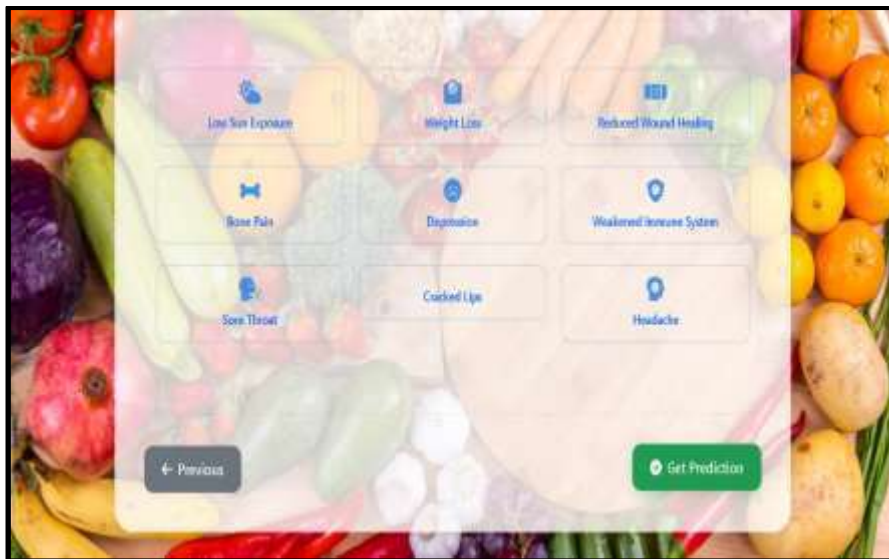 Low Sun Exposure
Weight Loss
Reduced Wound Healing
Bone Pain
Depression
Weakened Immune System
Sore Throat
Cracked Lips
Headache
← Previous
Get Prediction